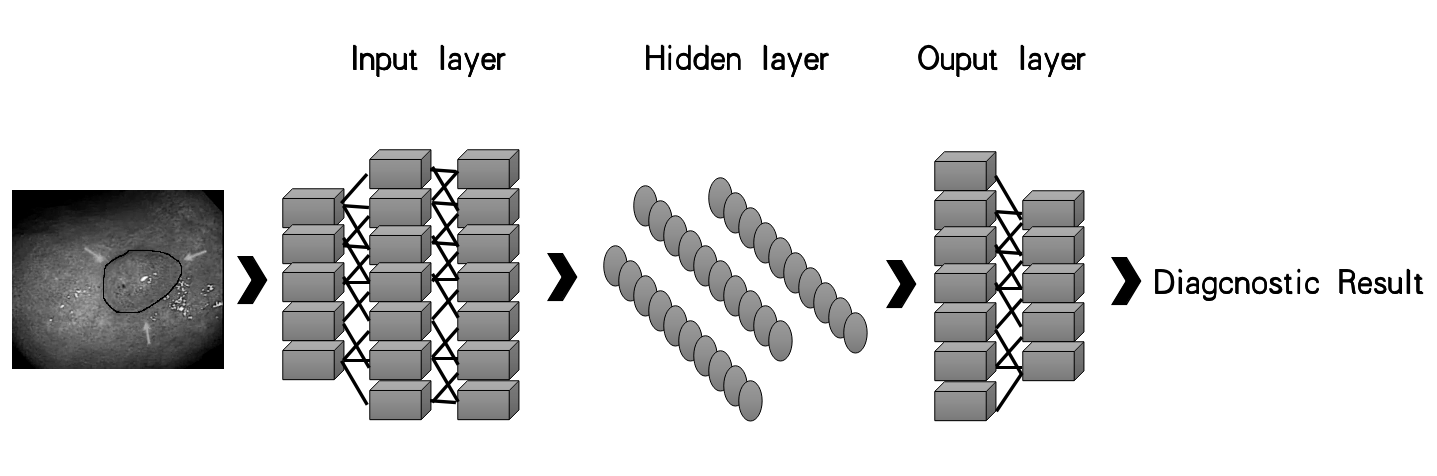 Input layer
Hidden layer
Ouput layer
Diagcnostic Result